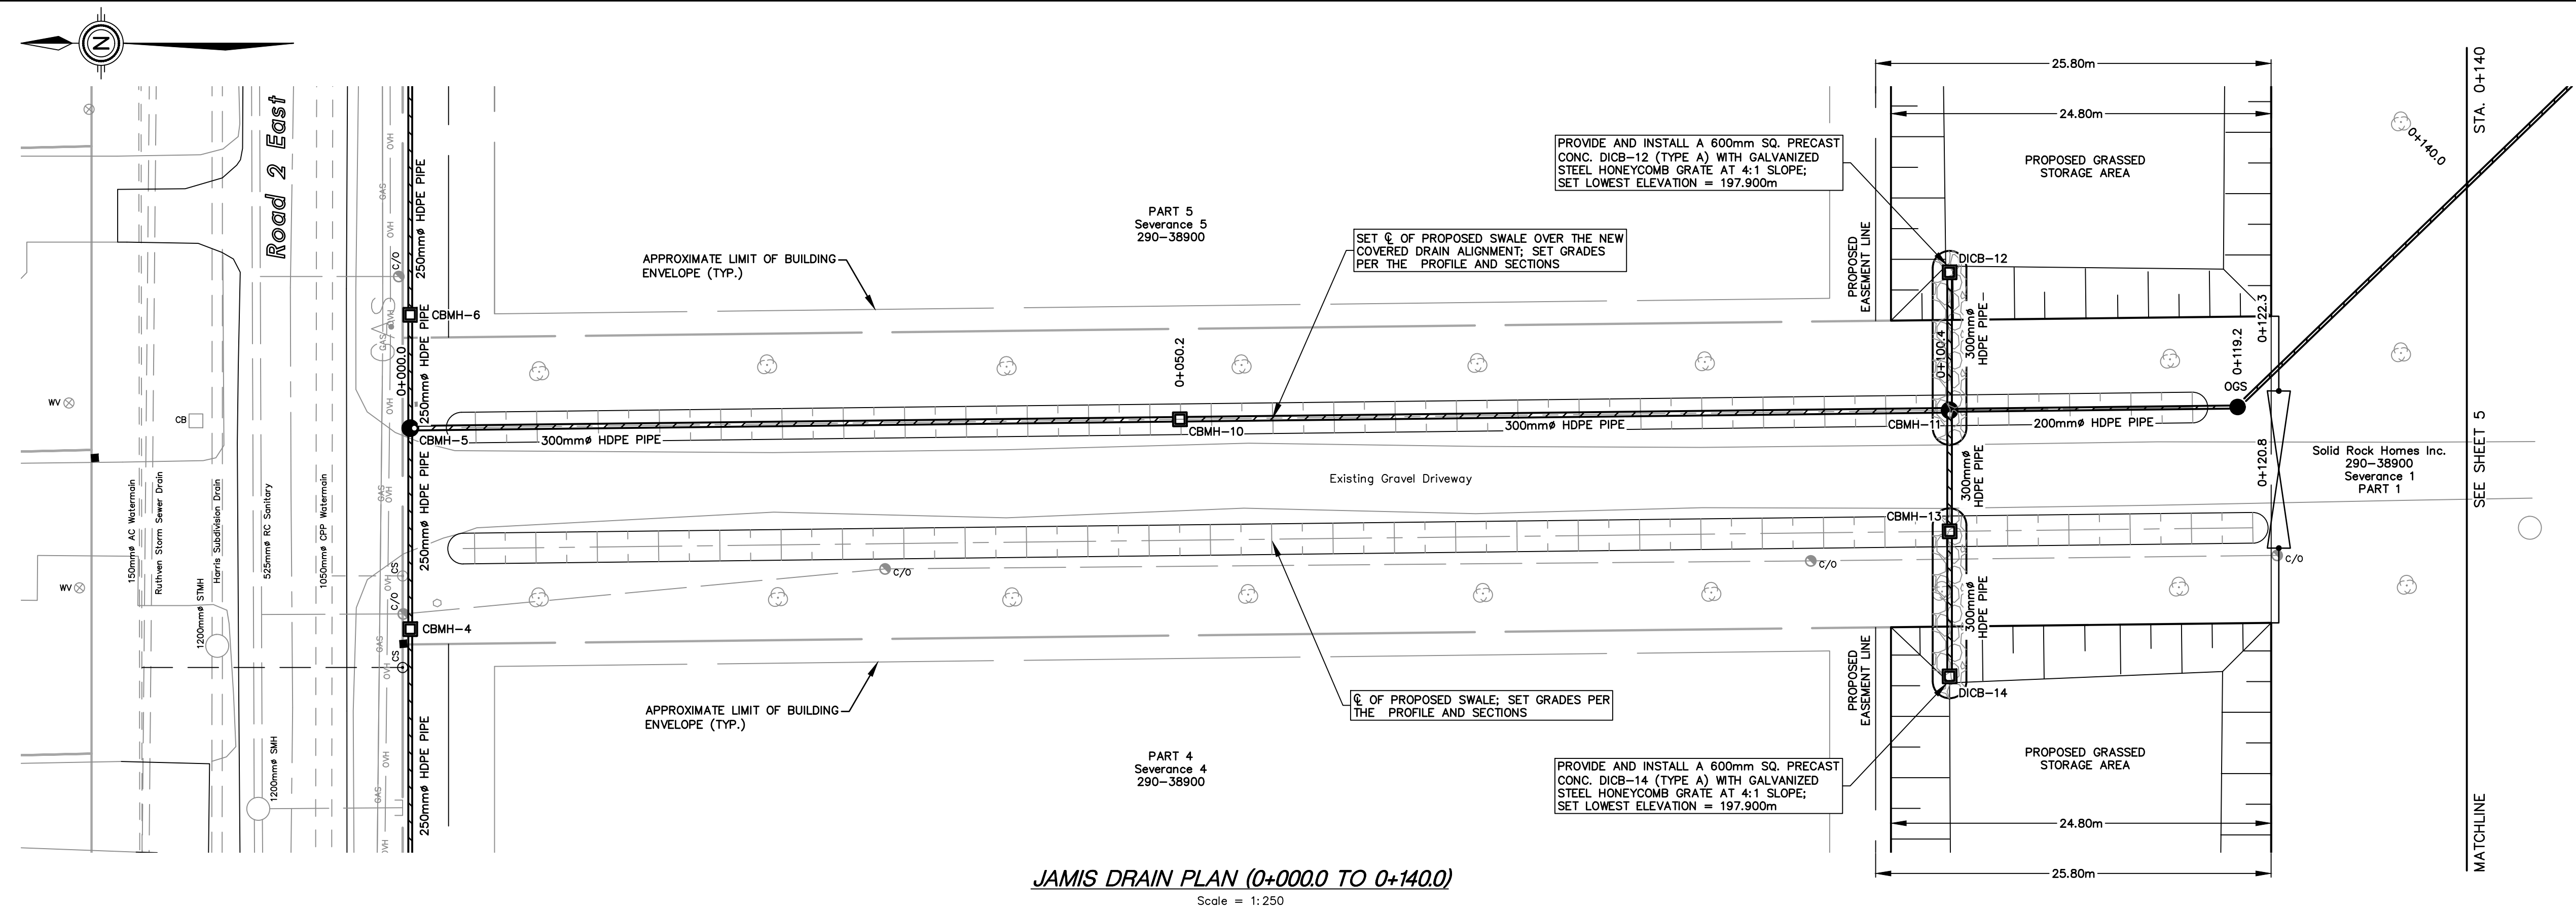 N
Road 2 East
150mmø AC Watermain
Ruthven Storm Sewer Drain
Harris Subdivision Drain
525mmø RC Sanitary
1050mmø CPP Watermain
1200mmø STMH
1200mmø SMH
WV
WV
CB
GAS
OVH
OVH
GAS
GAS
OVH
OVH
GAS
OVH
OVH
GAS
OVH
GAS
OVH
C/O
C/O
CS
CS
250mmø HDPE PIPE
250mmø HDPE PIPE
250mmø HDPE PIPE
250mmø HDPE PIPE
CBMH-6
0+000.0
CBMH-5
CBMH-4
300mmø HDPE PIPE
APPROXIMATE LIMIT OF BUILDING
ENVELOPE (TYP.)
PART 5
Severance 5
290-38900
0+050.2
CBMH-10
SET ℄ OF PROPOSED SWALE OVER THE NEW
COVERED DRAIN ALIGNMENT; SET GRADES
PER THE PROFILE AND SECTIONS
PROVIDE AND INSTALL A 600mm SQ. PRECAST
CONC. DICB-12 (TYPE A) WITH GALVANIZED
STEEL HONEYCOMB GRATE AT 4:1 SLOPE;
SET LOWEST ELEVATION = 197.900m
25.80m
24.80m
PROPOSED GRASSED
STORAGE AREA
PROPOSED
EASEMENT LINE
DICB-12
300mmø
HDPE PIPE
0+100.4
0+122.3
0+119.2
OGS
300mmø HDPE PIPE
CBMH-11
200mmø HDPE PIPE
0+120.8
300mmø
HDPE PIPE
Existing Gravel Driveway
CBMH-13
C/O
C/O
C/O
300mmø
HDPE PIPE
Solid Rock Homes Inc.
290-38900
Severance 1
PART 1
0+140.0
STA. 0+140
SEE SHEET 5
MATCHLINE
APPROXIMATE LIMIT OF BUILDING
ENVELOPE (TYP.)
℄ OF PROPOSED SWALE; SET GRADES PER
THE PROFILE AND SECTIONS
PART 4
Severance 4
290-38900
PROPOSED
EASEMENT LINE
DICB-14
PROVIDE AND INSTALL A 600mm SQ. PRECAST
CONC. DICB-14 (TYPE A) WITH GALVANIZED
STEEL HONEYCOMB GRATE AT 4:1 SLOPE;
SET LOWEST ELEVATION = 197.900m
PROPOSED GRASSED
STORAGE AREA
24.80m
25.80m
JAMIS DRAIN PLAN (0+000.0 TO 0+140.0)
Scale = 1:250